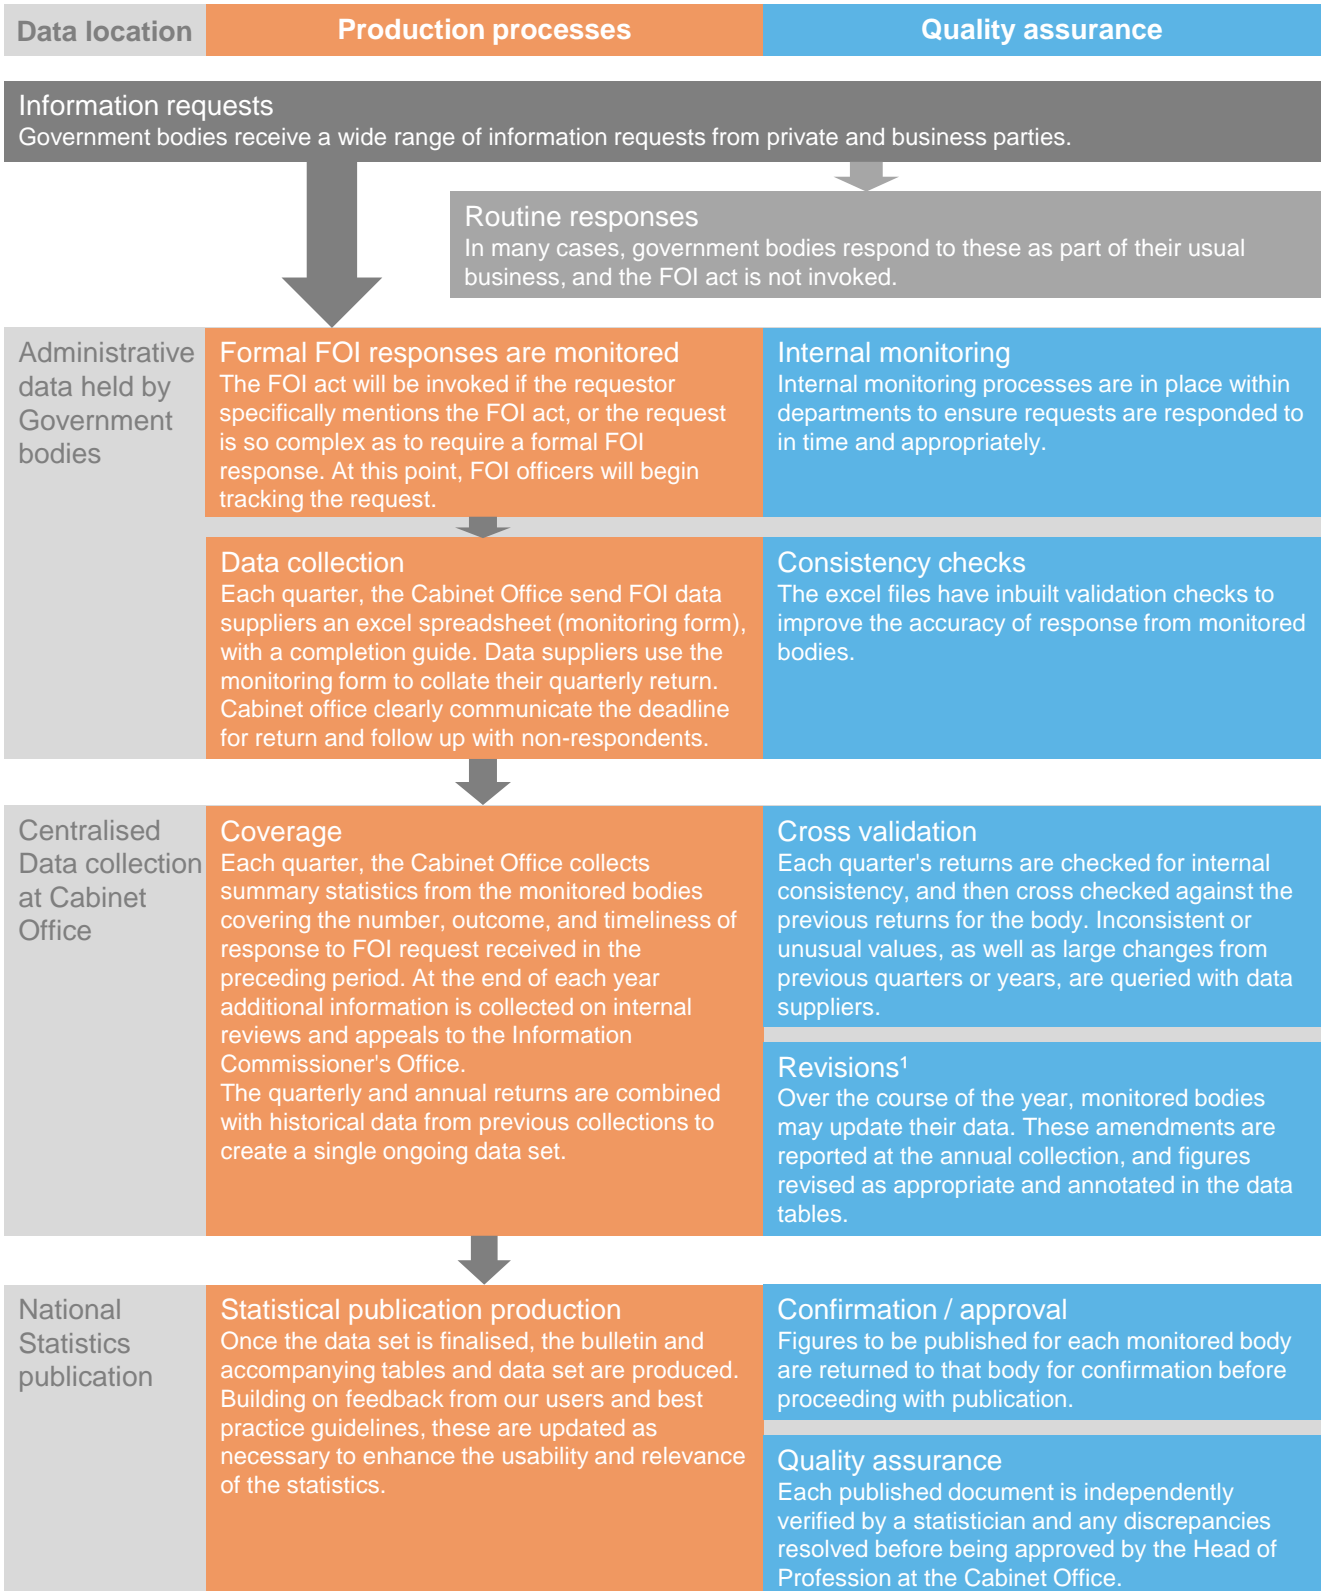 Data location
Production processes
Quality assurance
Information requests
Government bodies receive a wide range of information requests from private and business parties.
Routine responses
In many cases, government bodies respond to these as part of their usual
business, and the FOI act is not invoked.
Administrative
data held by
Government
bodies
Formal FOI responses are monitored
The FOI act will be invoked if the requestor
specifically mentions the FOI act, or the request
is so complex as to require a formal FOI
response. At this point, FOI officers will begin
tracking the request.
Internal monitoring
Internal monitoring processes are in place within
departments to ensure requests are responded to
in time and appropriately.
Data collection
Each quarter, the Cabinet Office send FOI data
suppliers an excel spreadsheet (monitoring form),
with a completion guide. Data suppliers use the
monitoring form to collate their quarterly return.
Cabinet office clearly communicate the deadline
for return and follow up with non-respondents.
Consistency checks
The excel files have inbuilt validation checks to
improve the accuracy of response from monitored
bodies.
Centralised
Data collection
at Cabinet
Office
Coverage
Each quarter, the Cabinet Office collects
summary statistics from the monitored bodies
covering the number, outcome, and timeliness of
response to FOI request received in the
preceding period. At the end of each year
additional information is collected on internal
reviews and appeals to the Information
Commissioner's Office.
The quarterly and annual returns are combined
with historical data from previous collections to
create a single ongoing data set.
Cross validation
Each quarter's returns are checked for internal
consistency, and then cross checked against the
previous returns for the body. Inconsistent or
unusual values, as well as large changes from
previous quarters or years, are queried with data
suppliers.
Revisions¹
Over the course of the year, monitored bodies
may update their data. These amendments are
reported at the annual collection, and figures
revised as appropriate and annotated in the data
tables.
National
Statistics
publication
Statistical publication production
Once the data set is finalised, the bulletin and
accompanying tables and data set are produced.
Building on feedback from our users and best
practice guidelines, these are updated as
necessary to enhance the usability and relevance
of the statistics.
Confirmation / approval
Figures to be published for each monitored body
are returned to that body for confirmation before
proceeding with publication.
Quality assurance
Each published document is independently
verified by a statistician and any discrepancies
resolved before being approved by the Head of
Profession at the Cabinet Office.